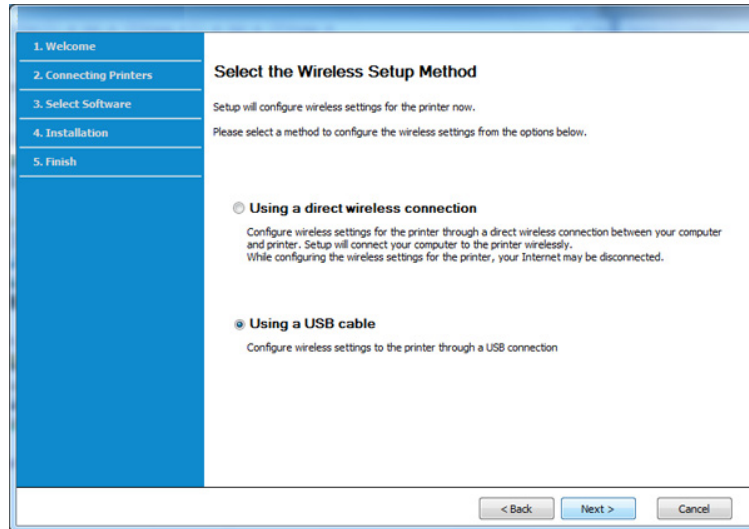 1. Welcome
2. Connecting Printers
3. Select Software
4. Installation
5. Finish
Select the Wireless Setup Method
Setup will configure wireless settings for the printer now.
Please select a method to configure the wireless settings from the options below.
Using a direct wireless connection
Configure wireless settings for the printer through a direct wireless connection between your computer
and printer. Setup will connect your computer to the printer wirelessly.
While configuring the wireless settings for the printer, your Internet may be disconnected.
Using a USB cable
Configure wireless settings to the printer through a USB connection
< Back Next > Cancel